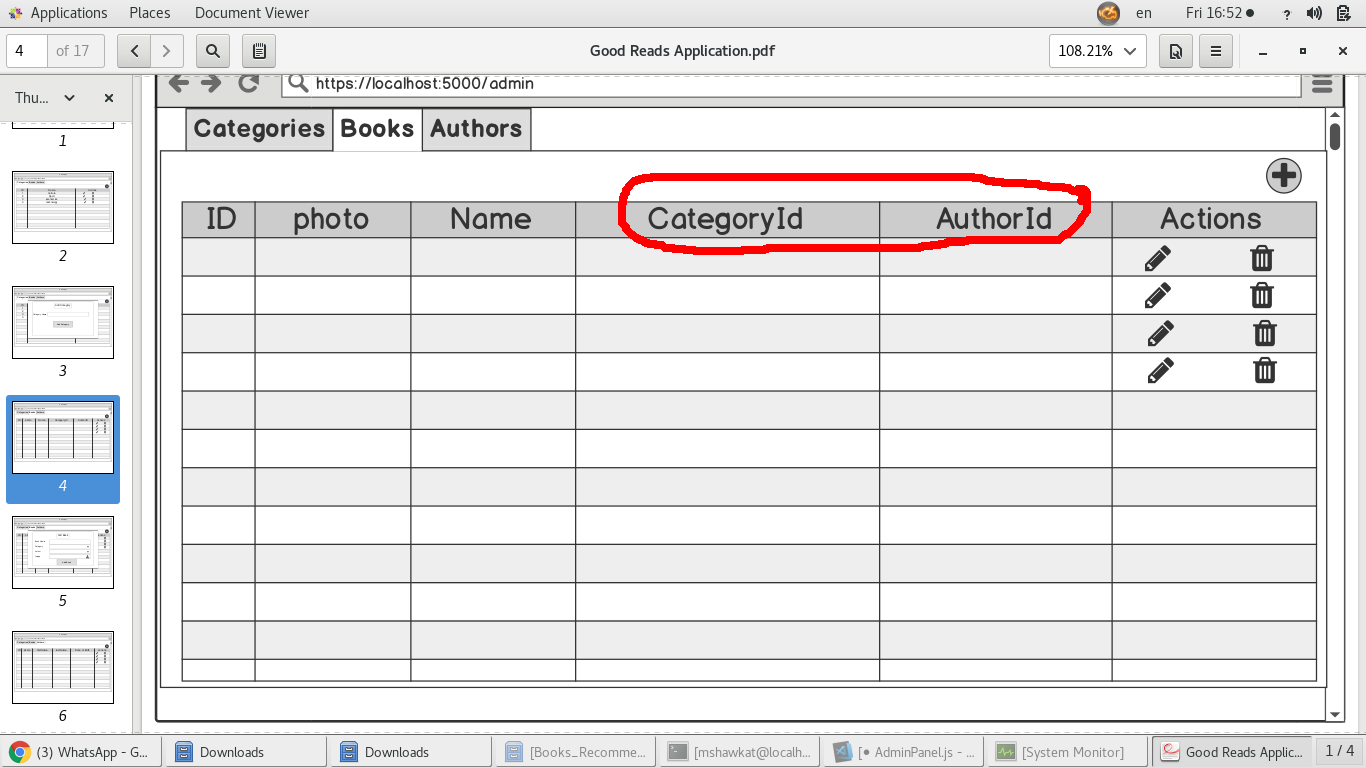 Applications Places Document Viewer en Fri 16:52 ?
4 of 17 Good Reads Application.pdf 108.21%
Thu...
https://localhost:5000/admin
Categories Books Authors
ID photo Name CategoryId AuthorId Actions
1
2
3
4
5
6
(3) WhatsApp - G... Downloads Downloads [Books_Recomme... [mshawkat@localh... [• AdminPanel.js - ... [System Monitor] Good Reads Applic... 1 / 4